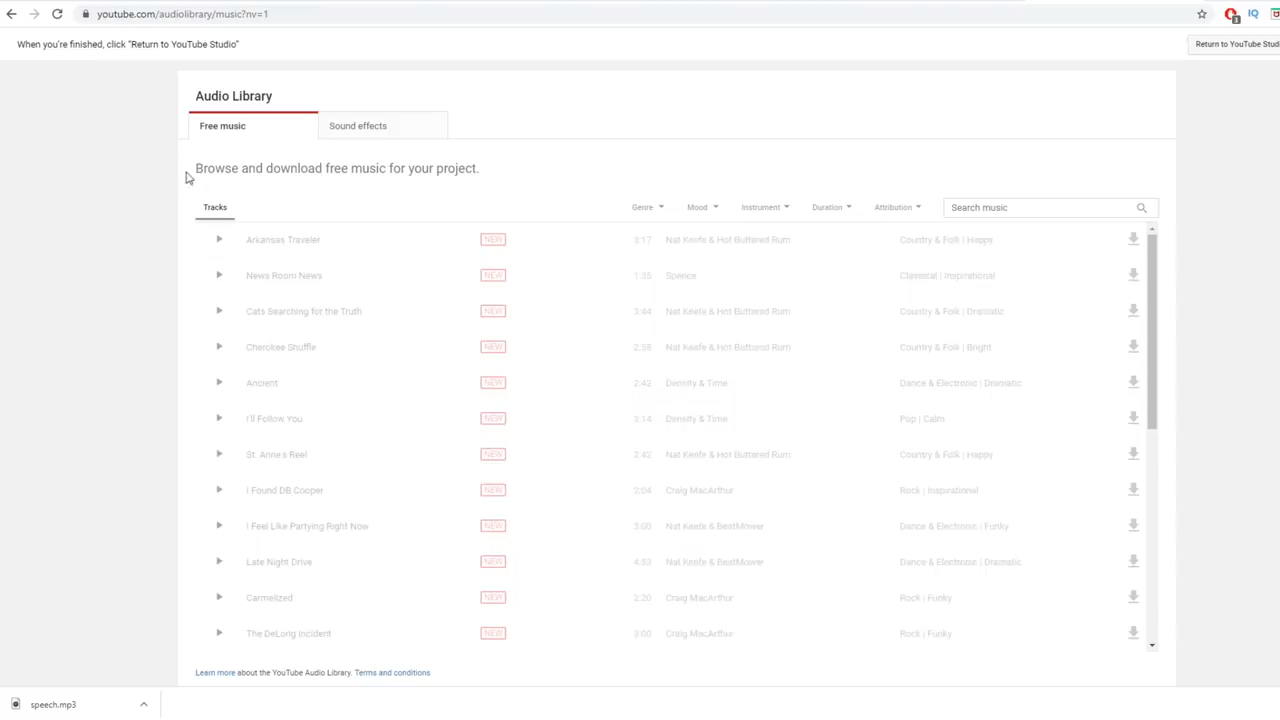 youtube.com/audiolibrary/music?nv=1
3
When you're finished, click "Return to YouTube Studio"
Return to YouTube Stud
Audio Library
Free music
Sound effects
Browse and download free music for your project.
Tracks
Genre
Mood
Instrument
Duration
Attribution
Search music
Arkansas Traveler NEW 3:17 Nat Keefe & Hot Buttered Rum Country & Folk | Happy
News Room News NEW 1:35 Spence Classical | Inspirational
Cats Searching for the Truth NEW 3:44 Nat Keefe & Hot Buttered Rum Country & Folk | Dramatic
Cherokee Shuffle NEW 2:58 Nat Keefe & Hot Buttered Rum Country & Folk | Bright
Ancient NEW 2:42 Density & Time Dance & Electronic | Dramatic
I'll Follow You NEW 3:14 Density & Time Pop | Calm
St. Anne's Reel NEW 2:42 Nat Keefe & Hot Buttered Rum Country & Folk | Happy
I Found DB Cooper NEW 2:04 Craig MacArthur Rock | Inspirational
I Feel Like Partying Right Now NEW 3:00 Nat Keefe & BeatMower Dance & Electronic | Funky
Late Night Drive NEW 4:53 Nat Keefe & BeatMower Dance & Electronic | Dramatic
Carmelized NEW 2:20 Craig MacArthur Rock | Funky
The DeLong Incident NEW 3:00 Craig MacArthur Rock | Funky
Learn more about the YouTube Audio Library. Terms and conditions
speech.mp3